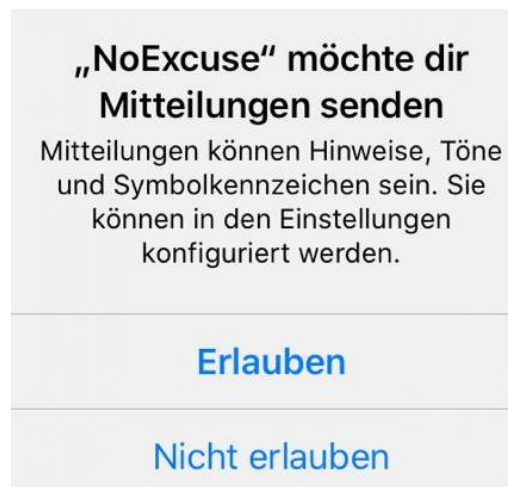 „NoExcuse“ möchte dir
Mitteilungen senden
Mitteilungen können Hinweise, Töne
und Symbolkennzeichen sein. Sie
können in den Einstellungen
konfiguriert werden.
Erlauben
Nicht erlauben